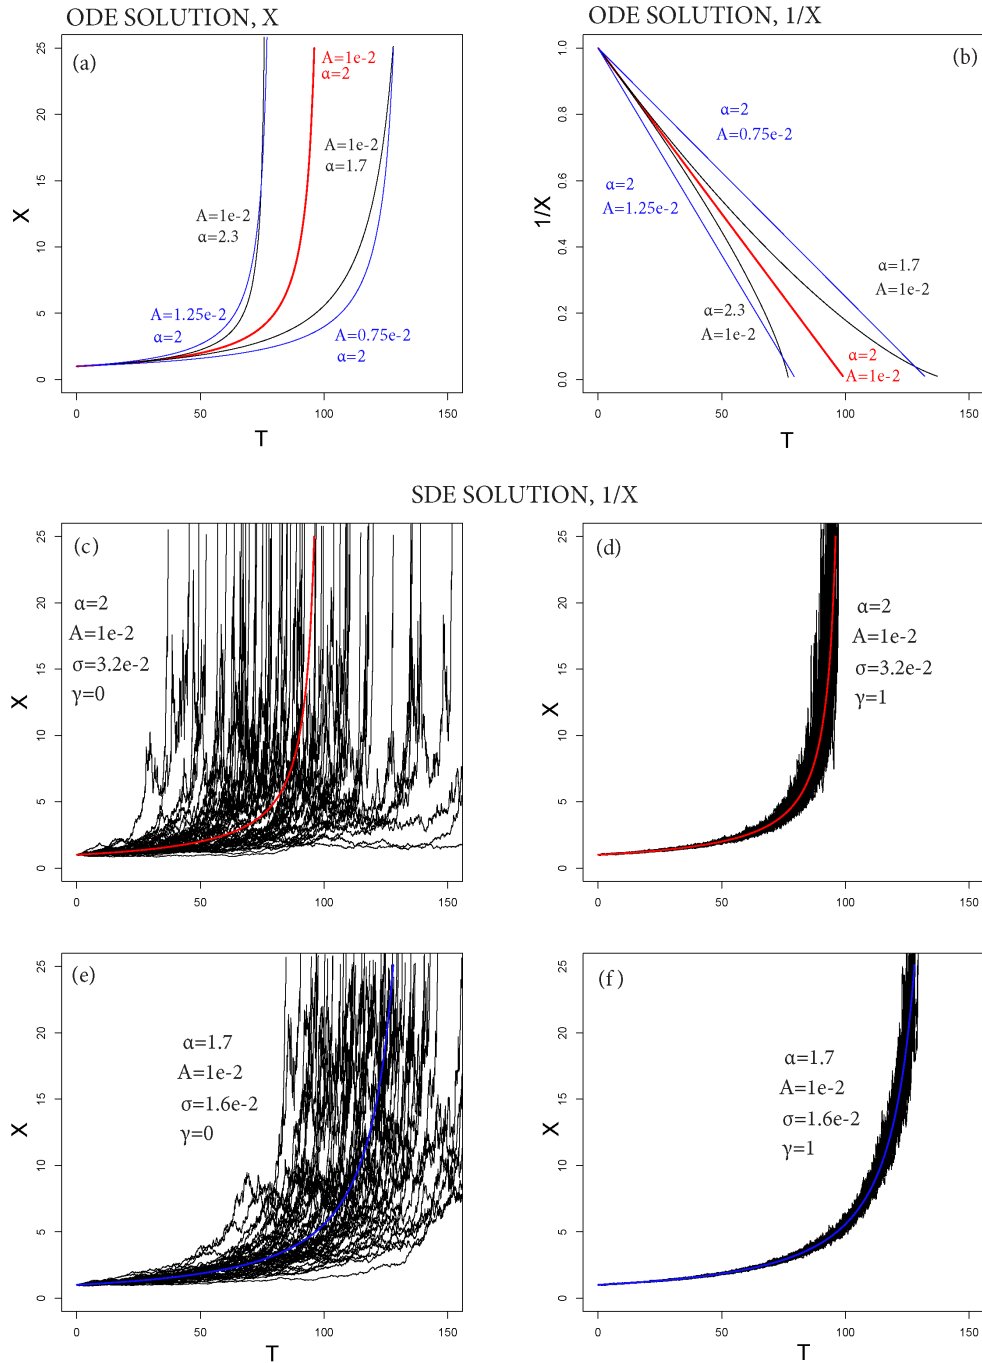 ODE SOLUTION, X
ODE SOLUTION, 1/X
(a)
A=1e-2
α=2
A=1e-2
α=1.7
A=1e-2
α=2.3
A=1.25e-2
α=2
A=0.75e-2
α=2
X
0
5
10
15
20
25
0
50
100
150
T
(b)
α=2
A=0.75e-2
α=2
A=1.25e-2
α=1.7
A=1e-2
α=2.3
A=1e-2
α=2
A=1e-2
1/X
0.0
0.2
0.4
0.6
0.8
1.0
0
50
100
150
T
SDE SOLUTION, 1/X
(c)
α=2
A=1e-2
σ=3.2e-2
γ=0
X
0
5
10
15
20
25
0
50
100
150
(d)
α=2
A=1e-2
σ=3.2e-2
γ=1
X
0
5
10
15
20
25
0
50
100
150
(e)
α=1.7
A=1e-2
σ=1.6e-2
γ=0
X
0
5
10
15
20
25
0
50
100
150
T
(f)
α=1.7
A=1e-2
σ=1.6e-2
γ=1
X
0
5
10
15
20
25
0
50
100
150
T